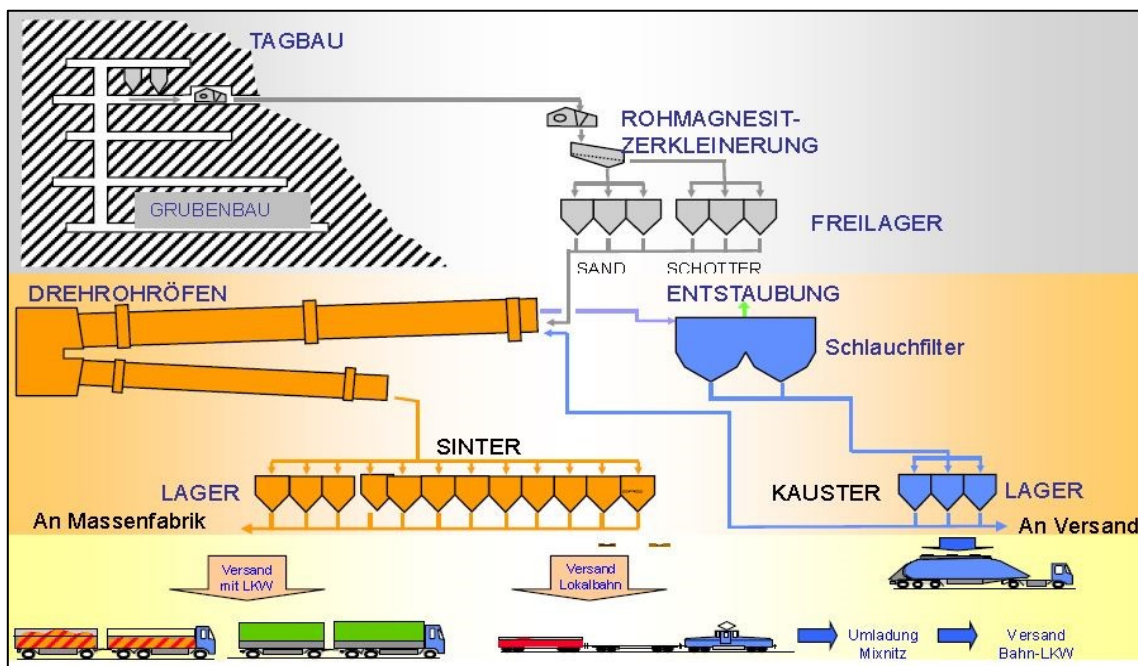 TAGBAU
ROHMAGNESIT-
ZERKLEINERUNG
GRUBENBAU
FREILAGER
SAND
SCHOTTER
DREHROHRÖFEN
ENTSTAUBUNG
Schlauchfilter
SINTER
LAGER
KAUSTER
LAGER
An Massenfabrik
An Versand
Versand
mit LKW
Versand
Lokalbahn
Umladung
Mixnitz
Versand
Bahn-LKW